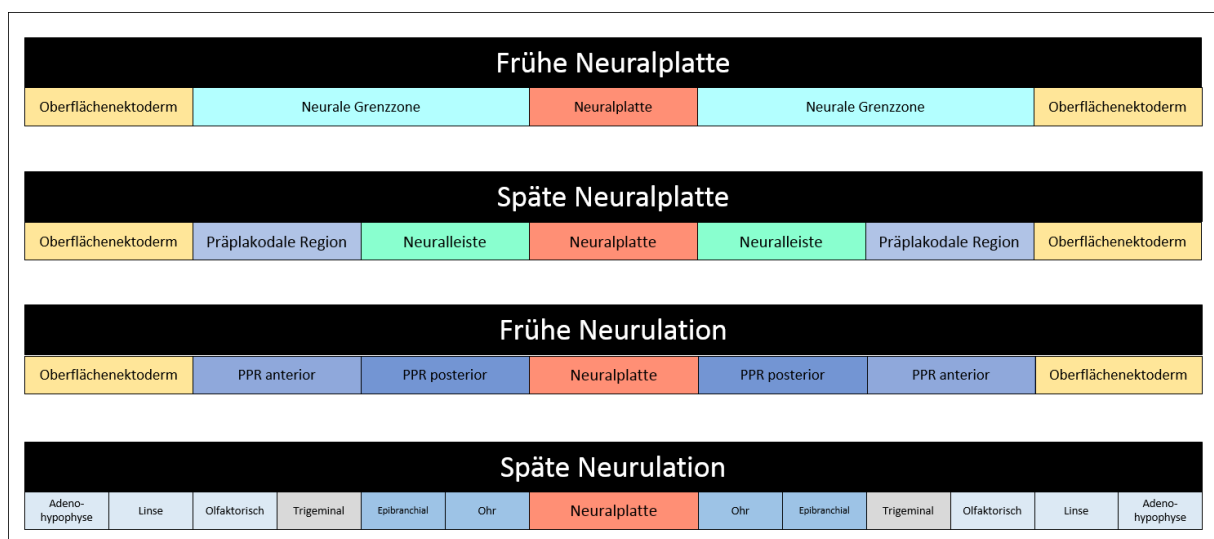 Frühe Neuralplatte
Oberflächenektoderm Neurale Grenzzone Neuralplatte Neurale Grenzzone Oberflächenektoderm
Späte Neuralplatte
Oberflächenektoderm Präplakodale Region Neuralleiste Neuralplatte Neuralleiste Präplakodale Region Oberflächenektoderm
Frühe Neurulation
Oberflächenektoderm PPR anterior PPR posterior Neuralplatte PPR posterior PPR anterior Oberflächenektoderm
Späte Neurulation
Adeno-
hypophyse Linse Olfaktorisch Trigeminal Epibranchial Ohr Neuralplatte Ohr Epibranchial Trigeminal Olfaktorisch Linse Adeno-
hypophyse